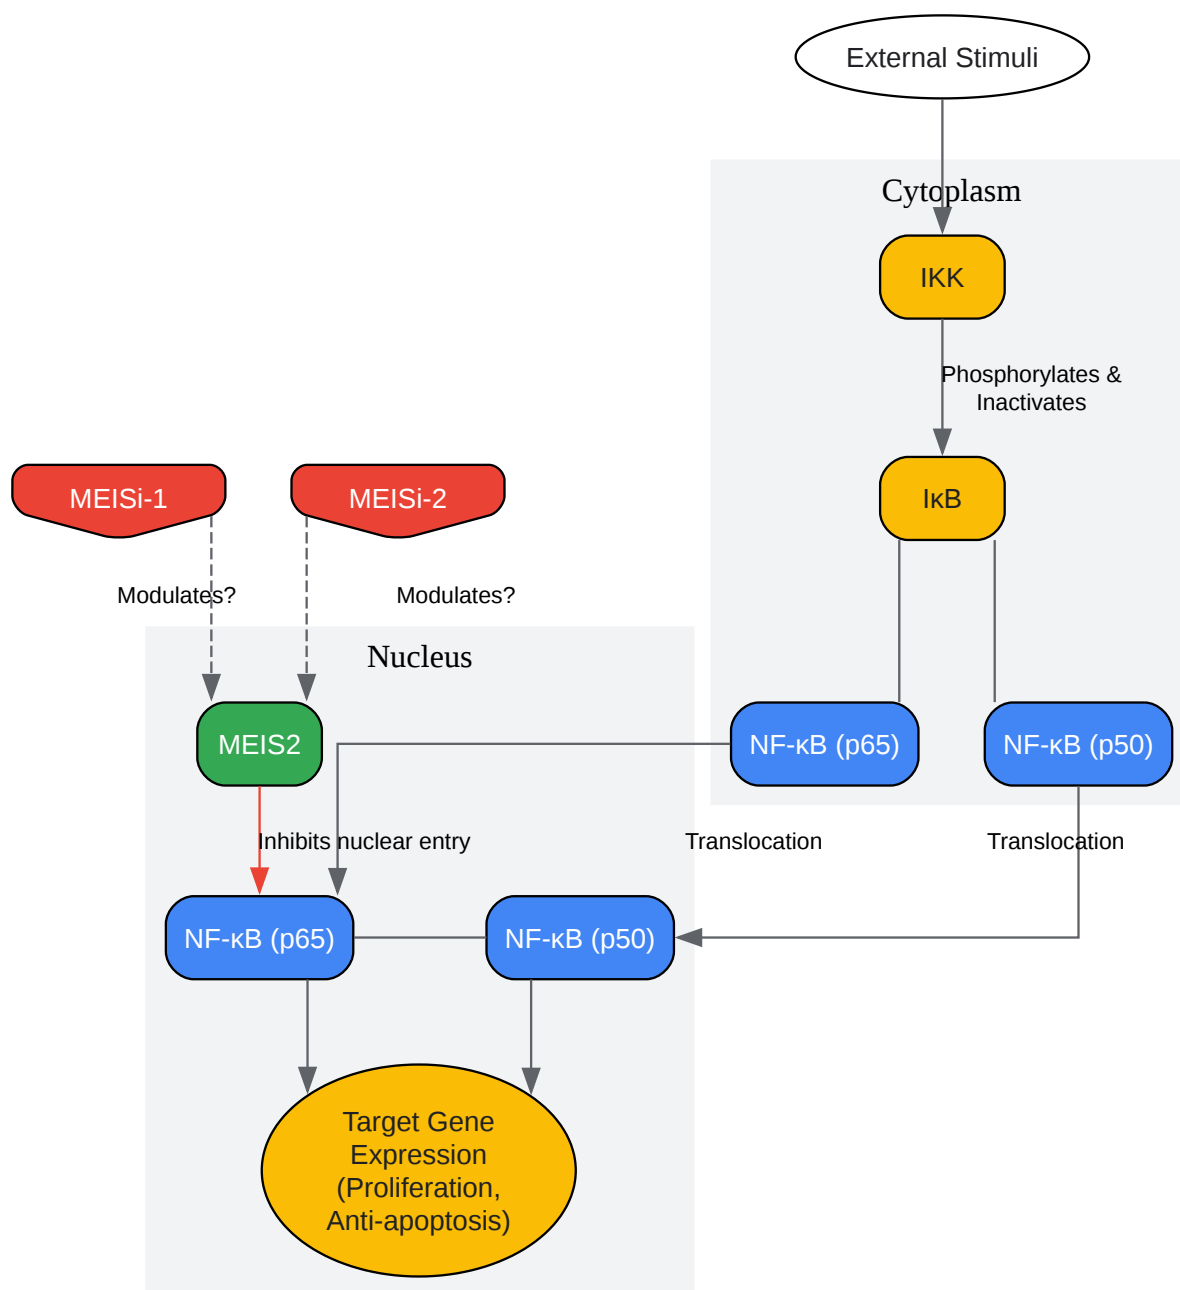 External Stimuli
Cytoplasm
IKK
Phosphorylates &
Inactivates
IκB
MEISi-1
MEISi-2
Modulates?
Modulates?
Nucleus
MEIS2
NF-κB (p65)
NF-κB (p50)
Inhibits nuclear entry
Translocation
Translocation
NF-κB (p65)
NF-κB (p50)
Target Gene
Expression
(Proliferation,
Anti-apoptosis)